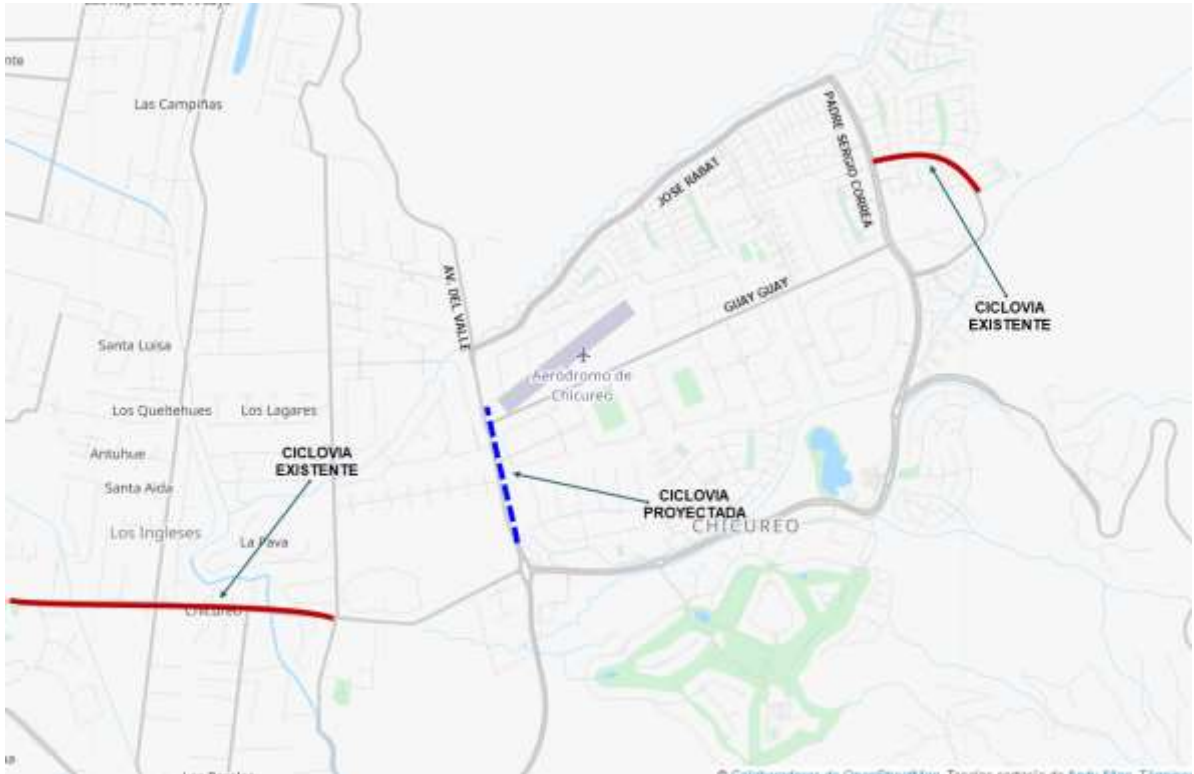 Las Campiñas
PADRE SERGIO CORREA
JOSE RABAT
AV. DEL VALLE
GUAY GUAY
CICLOVIA
EXISTENTE
Santa Luisa
Aeródromo de
Chicureo
Los Queltehues
Los Lagares
Antuhue
CICLOVIA
EXISTENTE
Santa Aida
CICLOVIA
PROYECTADA
CHICUREO
Los Ingleses
La Pava
Chicureo